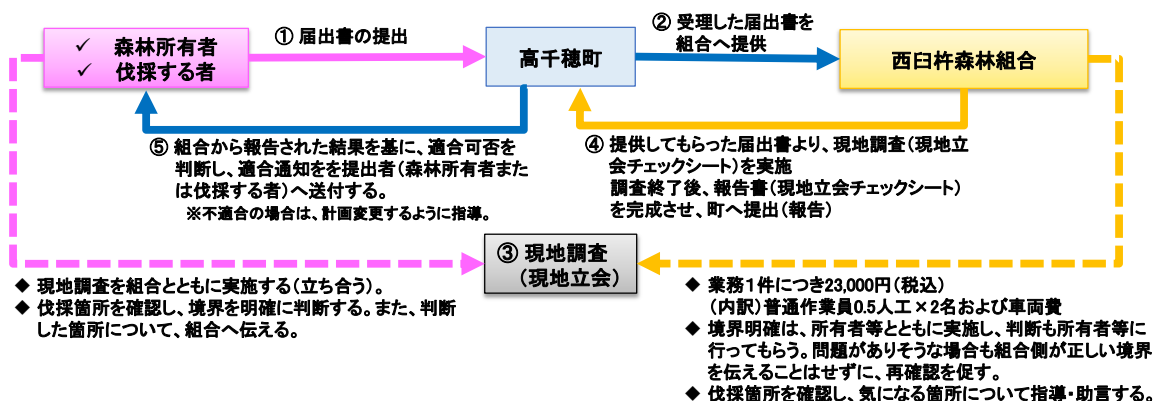 ✓ 森林所有者
✓ 伐採する者
① 届出書の提出
高千穂町
② 受理した届出書を
組合へ提供
西臼杵森林組合
⑤ 組合から報告された結果を基に、適合可否を
判断し、適合通知をを提出者（森林所有者また
は伐採する者）へ送付する。
※不適合の場合は、計画変更するように指導。
④ 提供してもらった届出書より、現地調査（現地立
会チェックシート）を実施
調査終了後、報告書（現地立会チェックシート）
を完成させ、町へ提出（報告）
③ 現地調査
（現地立会）
◆ 現地調査を組合とともに実施する（立ち合う）。
◆ 伐採箇所を確認し、境界を明確に判断する。また、判断
した箇所について、組合へ伝える。
◆ 業務１件につき23,000円（税込）
（内訳）普通作業員0.5人工×２名および車両費
◆ 境界明確は、所有者等とともに実施し、判断も所有者等に
行ってもらう。問題がありそうな場合も組合側が正しい境界
を伝えることはせずに、再確認を促す。
◆ 伐採箇所を確認し、気になる箇所について指導・助言する。